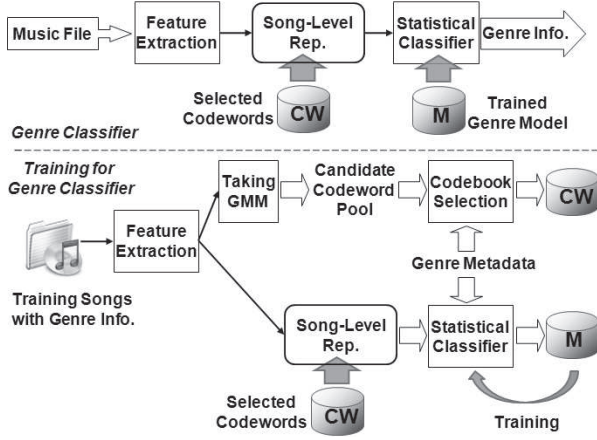 Music File
Feature
Extraction
Song-Level
Rep.
Statistical
Classifier
Genre Info.
Selected
Codewords
CW
M
Trained
Genre Model
Genre Classifier
Training for
Genre Classifier
Taking
GMM
Candidate
Codeword
Pool
Codebook
Selection
CW
Feature
Extraction
Training Songs
with Genre Info.
Genre Metadata
Song-Level
Rep.
Statistical
Classifier
M
Selected
Codewords
CW
Training